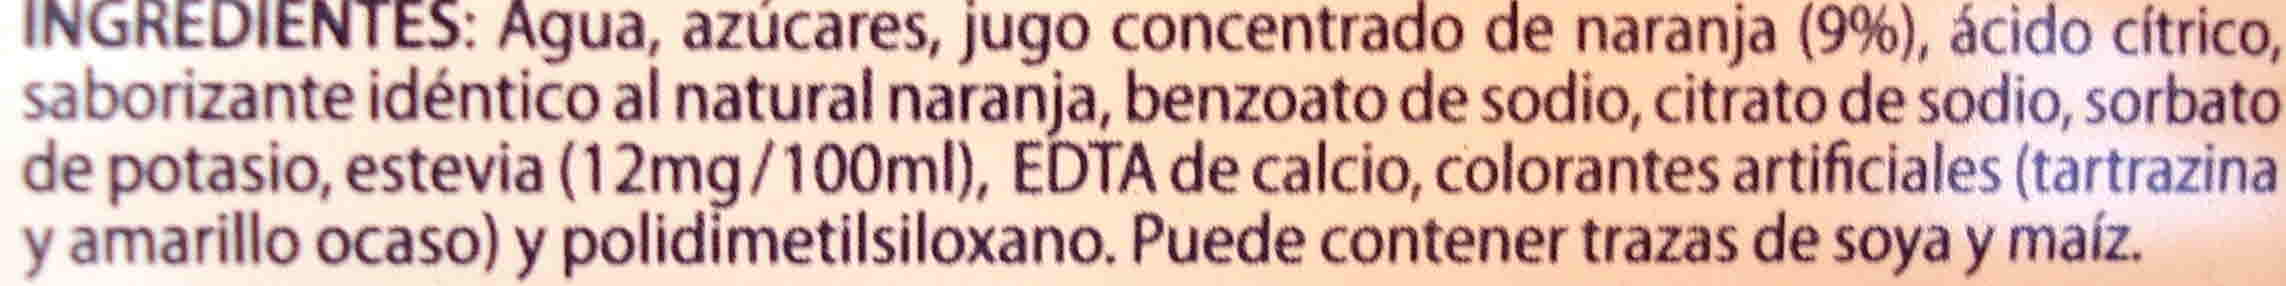 INGREDIENTES: Agua, azúcares, jugo concentrado de naranja (9%), ácido cítrico,
saborizante idéntico al natural naranja, benzoato de sodio, citrato de sodio, sorbato
de potasio, estevia (12mg/100ml), EDTA de calcio, colorantes artificiales (tartrazina
y amarillo ocaso) y polidimetilsiloxano. Puede contener trazas de soya y maíz.